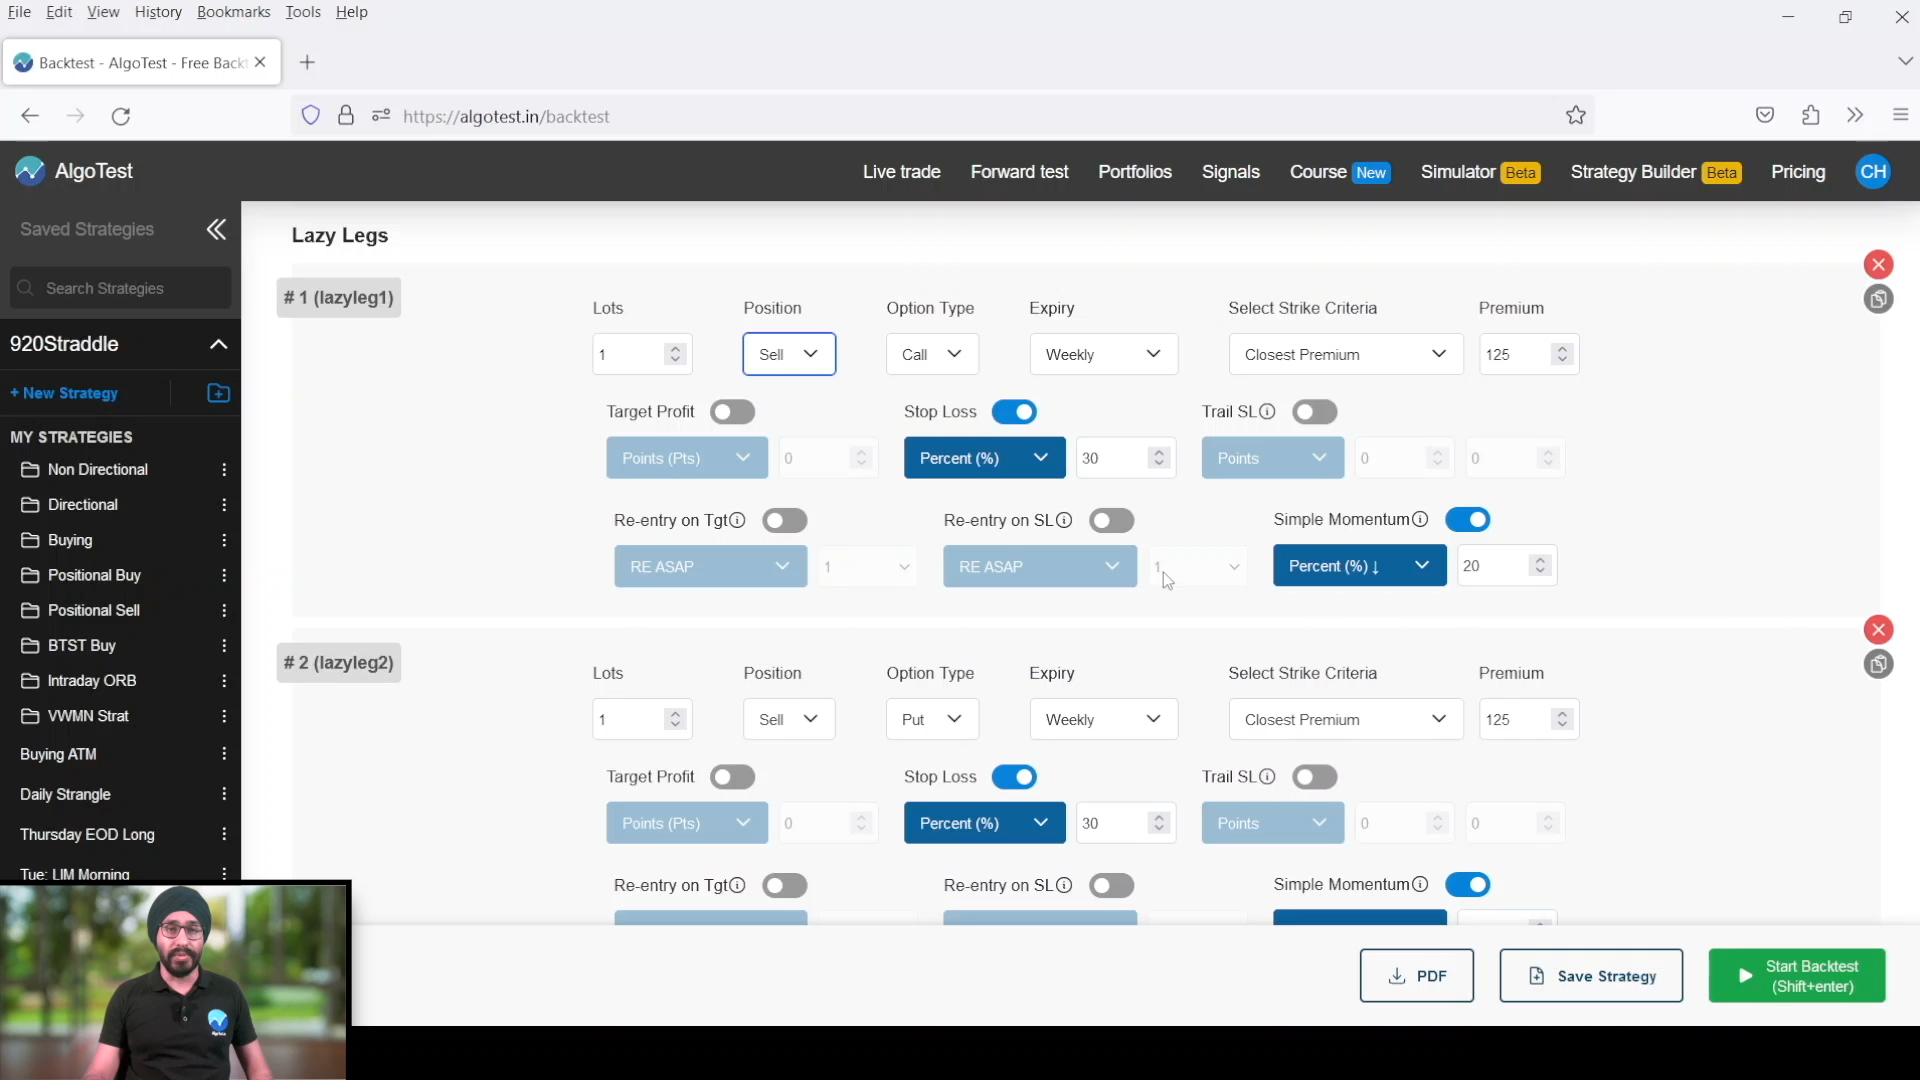 File Edit View History Bookmarks Tools Help
Backtest - AlgoTest - Free Backt
https://algotest.in/backtest
AlgoTest
Live trade Forward test Portfolios Signals Course New Simulator Beta Strategy Builder Beta Pricing CH
Saved Strategies
Search Strategies
920Straddle
+ New Strategy
MY STRATEGIES
Non Directional
Directional
Buying
Positional Buy
Positional Sell
BTST Buy
Intraday ORB
VWMN Strat
Buying ATM
Daily Strangle
Thursday EOD Long
Tue: LIM Morning
Lazy Legs
# 1 (lazyleg1)
Lots Position Option Type Expiry Select Strike Criteria Premium
1 Sell Call Weekly Closest Premium 125
Target Profit Stop Loss Trail SL
Points (Pts) 0 Percent (%) 30 Points 0 0
Re-entry on Tgt Re-entry on SL Simple Momentum
RE ASAP 1 RE ASAP 1 Percent (%) ↓ 20
# 2 (lazyleg2)
Lots Position Option Type Expiry Select Strike Criteria Premium
1 Sell Put Weekly Closest Premium 125
Target Profit Stop Loss Trail SL
Points (Pts) 0 Percent (%) 30 Points 0 0
Re-entry on Tgt Re-entry on SL Simple Momentum
PDF Save Strategy Start Backtest
(Shift+enter)